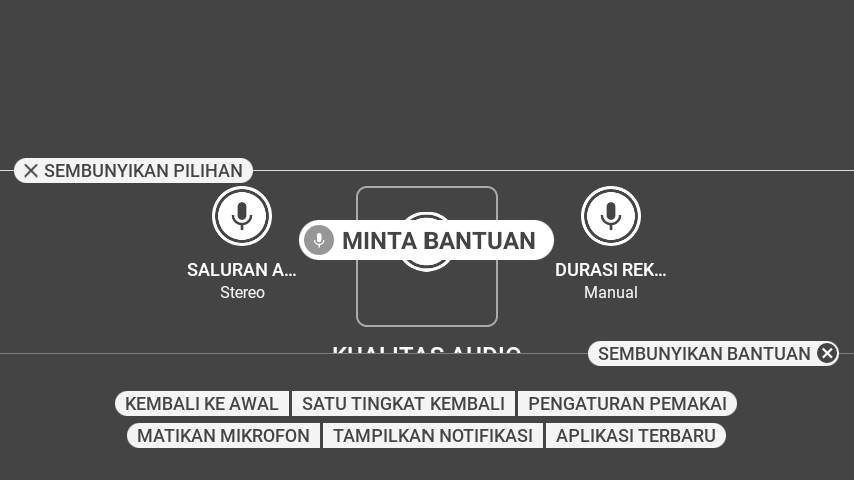 SEMBUNYIKAN PILIHAN
MINTA BANTUAN
SALURAN A...
Stereo
DURASI REK...
Manual
KUALITAS AUDIO
SEMBUNYIKAN BANTUAN
KEMBALI KE AWAL
SATU TINGKAT KEMBALI
PENGATURAN PEMAKAI
MATIKAN MIKROFON
TAMPILKAN NOTIFIKASI
APLIKASI TERBARU